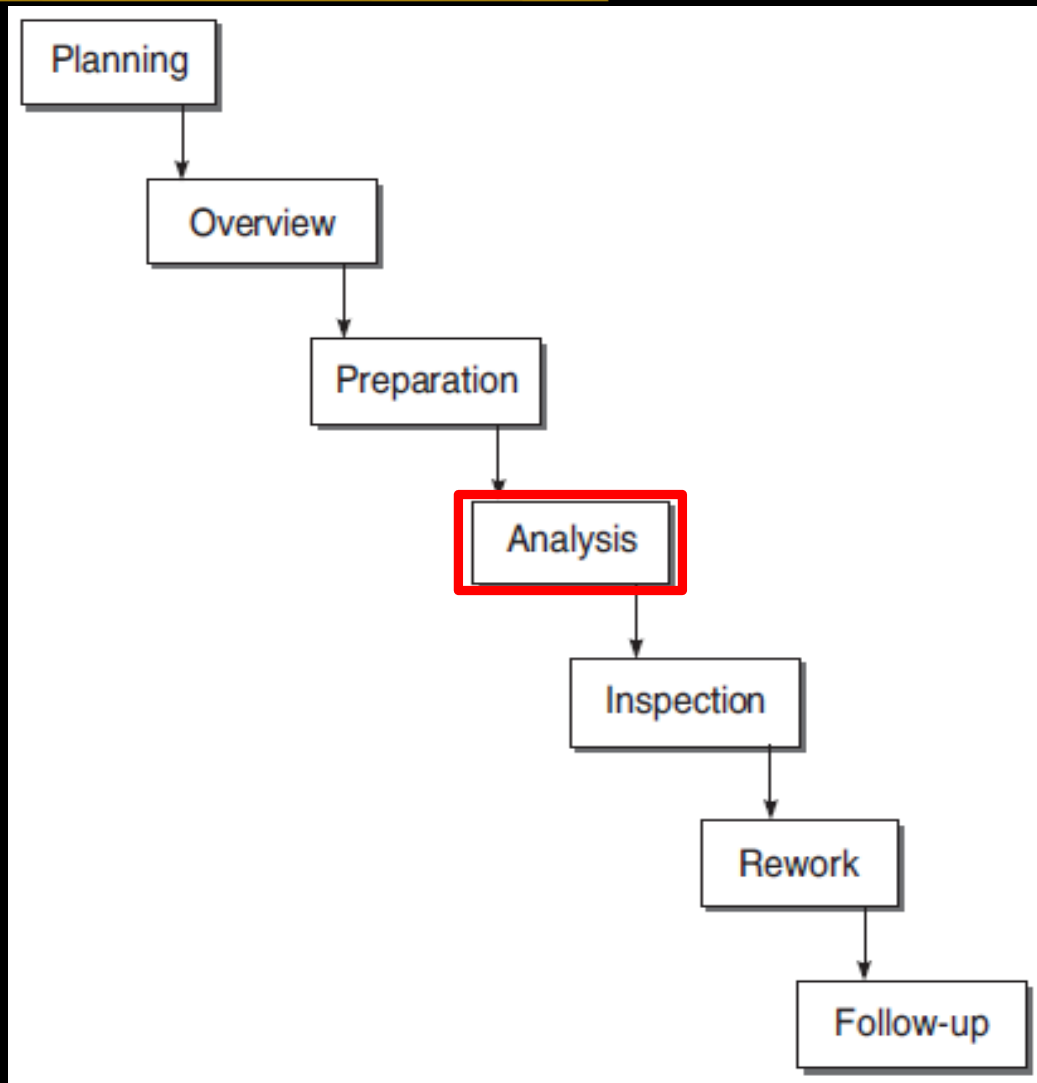 Planning
Overview
Preparation
Analysis
Inspection
Rework
Follow-up